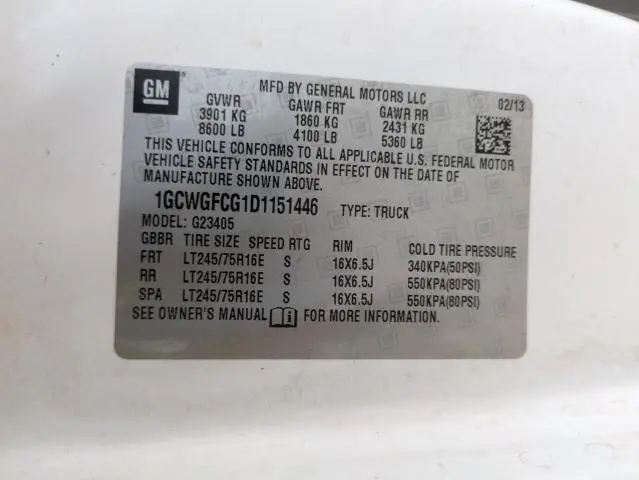 GM
MFD BY GENERAL MOTORS LLC
02/13
GVWR GAWR FRT GAWR RR
3901 KG 1860 KG 2431 KG
8600 LB 4100 LB 5360 LB
THIS VEHICLE CONFORMS TO ALL APPLICABLE U.S. FEDERAL MOTOR
VEHICLE SAFETY STANDARDS IN EFFECT ON THE DATE OF
MANUFACTURE SHOWN ABOVE.
1GCWGFCG1D1151446 TYPE: TRUCK
MODEL: G23405
GBBR TIRE SIZE SPEED RTG RIM COLD TIRE PRESSURE
FRT LT245/75R16E S 16X6.5J 340KPA(50PSI)
RR LT245/75R16E S 16X6.5J 550KPA(80PSI)
SPA LT245/75R16E S 16X6.5J 550KPA(80PSI)
SEE OWNER'S MANUAL FOR MORE INFORMATION.